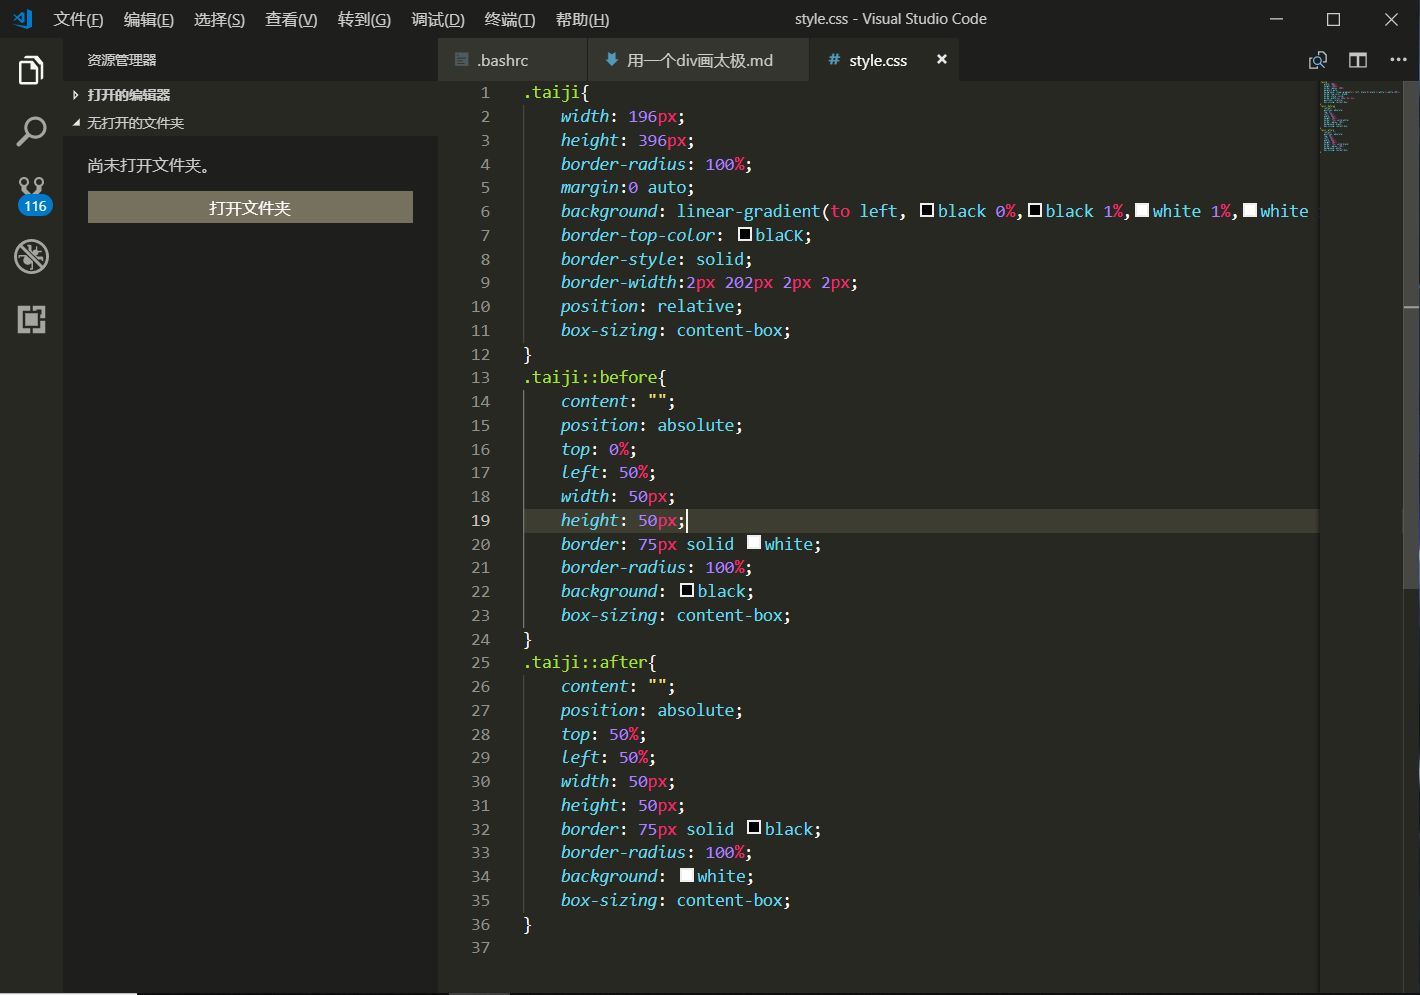 文件(F) 编辑(E) 选择(S) 查看(V) 转到(G) 调试(D) 终端(T) 帮助(H) style.css - Visual Studio Code
资源管理器
打开的编辑器
无打开的文件夹
尚未打开文件夹。
打开文件夹
116
.bashrc 用一个div画太极.md # style.css
1 .taiji{
2 width: 196px;
3 height: 396px;
4 border-radius: 100%;
5 margin:0 auto;
6 background: linear-gradient(to left, black 0%,black 1%,white 1%,white
7 border-top-color: blaCK;
8 border-style: solid;
9 border-width:2px 202px 2px 2px;
10 position: relative;
11 box-sizing: content-box;
12 }
13 .taiji::before{
14 content: "";
15 position: absolute;
16 top: 0%;
17 left: 50%;
18 width: 50px;
19 height: 50px;
20 border: 75px solid white;
21 border-radius: 100%;
22 background: black;
23 box-sizing: content-box;
24 }
25 .taiji::after{
26 content: "";
27 position: absolute;
28 top: 50%;
29 left: 50%;
30 width: 50px;
31 height: 50px;
32 border: 75px solid black;
33 border-radius: 100%;
34 background: white;
35 box-sizing: content-box;
36 }
37